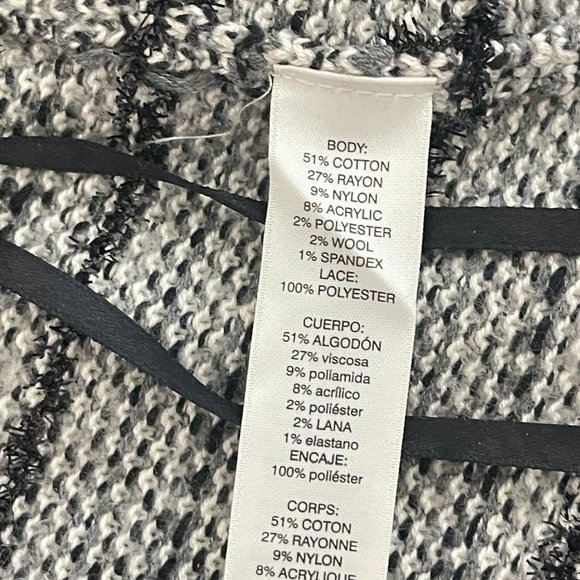 BODY:
51% COTTON
27% RAYON
9% NYLON
8% ACRYLIC
2% POLYESTER
2% WOOL
1% SPANDEX
LACE:
100% POLYESTER
CUERPO:
51% ALGODÓN
27% viscosa
9% poliamida
8% acrílico
2% poliéster
2% LANA
1% elastano
ENCAJE:
100% poliéster
CORPS:
51% COTON
27% RAYONNE
9% NYLON
8% ACRYLIQUE